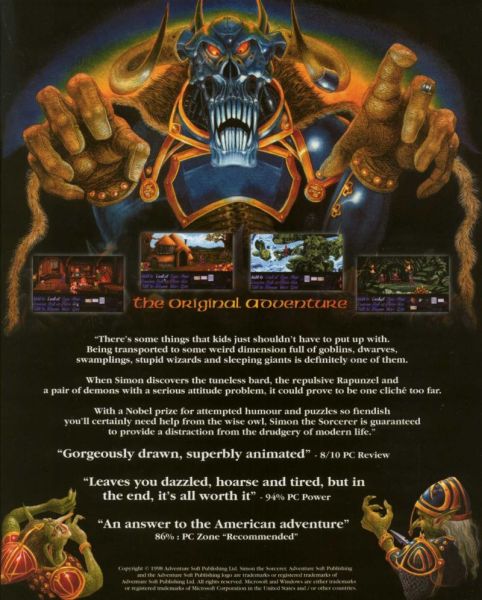 the original adventure
"There's some things that kids just shouldn't have to put up with.
Being transported to some weird dimension full of goblins, dwarves,
swamplings, stupid wizards and sleeping giants is definitely one of them.
When Simon discovers the tuneless bard, the repulsive Rapunzel and
a pair of demons with a serious attitude problem, it could prove to be one cliché too far.
With a Nobel prize for attempted humour and puzzles so fiendish
you'll certainly need help from the wise owl, Simon the Sorcerer is guaranteed
to provide a distraction from the drudgery of modern life."
"Gorgeously drawn, superbly animated" - 8/10 PC Review
"Leaves you dazzled, hoarse and tired, but in
the end, it's all worth it" - 94% PC Power
"An answer to the American adventure"
86% : PC Zone "Recommended"
Copyright © 1998 Adventure Soft Publishing Ltd. Simon the Sorcerer, Adventure Soft Publishing
and the Adventure Soft Publishing logo are trademarks or registered trademarks of
Adventure Soft Publishing Ltd. All rights reserved. Microsoft and Windows are either trademarks
or registered trademarks of Microsoft Corporation in the United States and / or other countries.